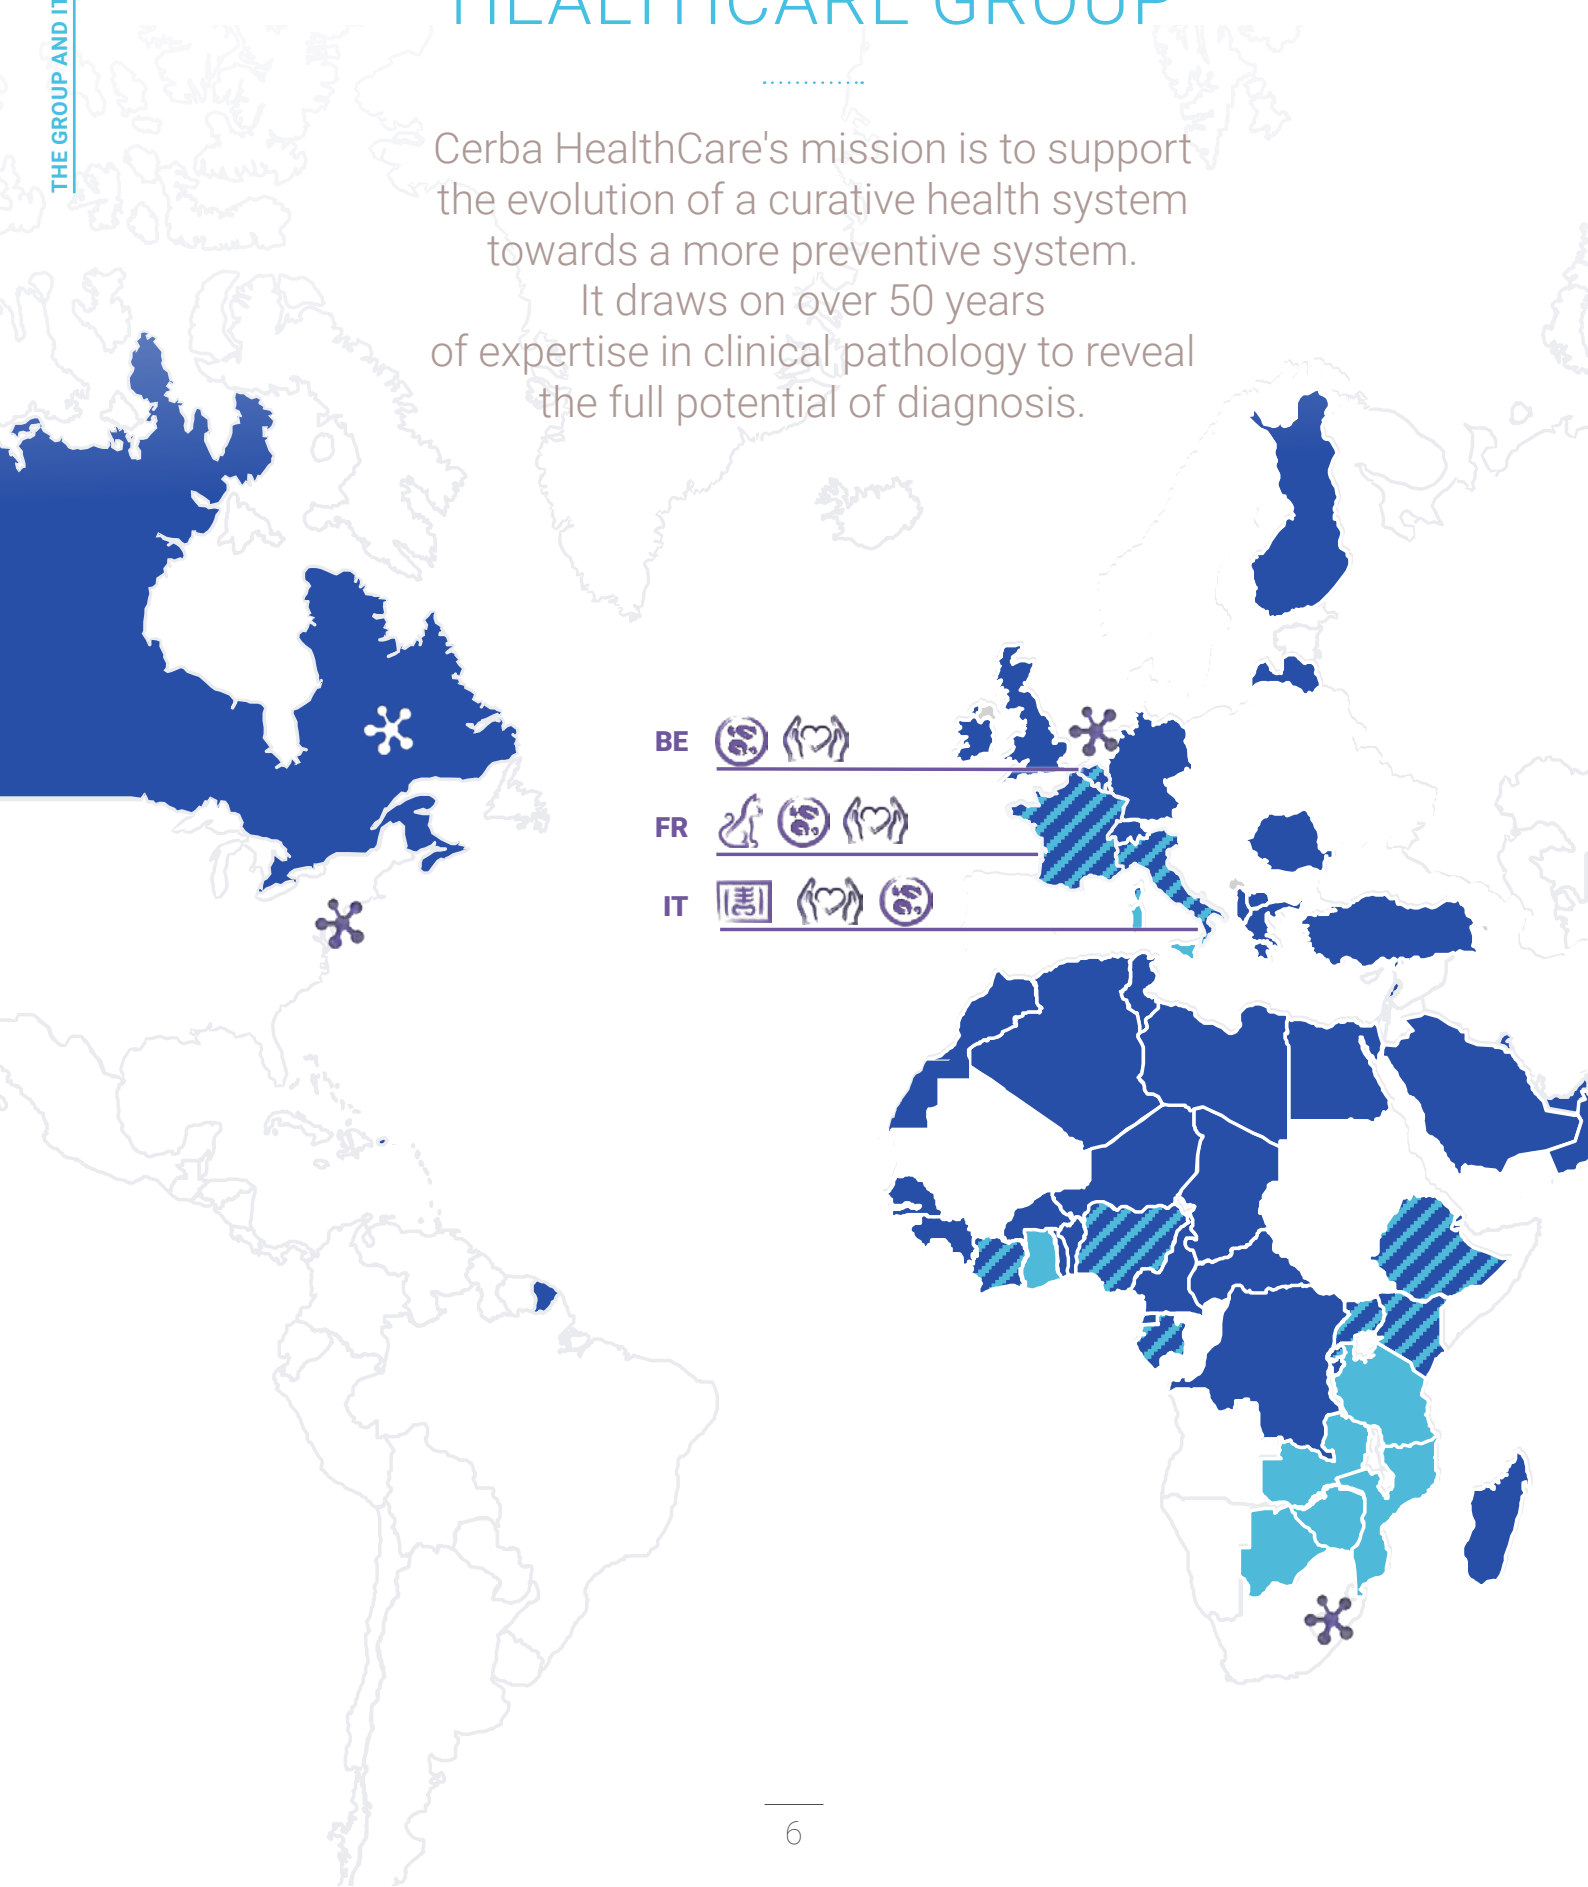 THE GROUP AND IT
HEALTHCARE GROUP
Cerba HealthCare's mission is to support
the evolution of a curative health system
towards a more preventive system.
It draws on over 50 years
of expertise in clinical pathology to reveal
the full potential of diagnosis.
BE
FR
IT
6